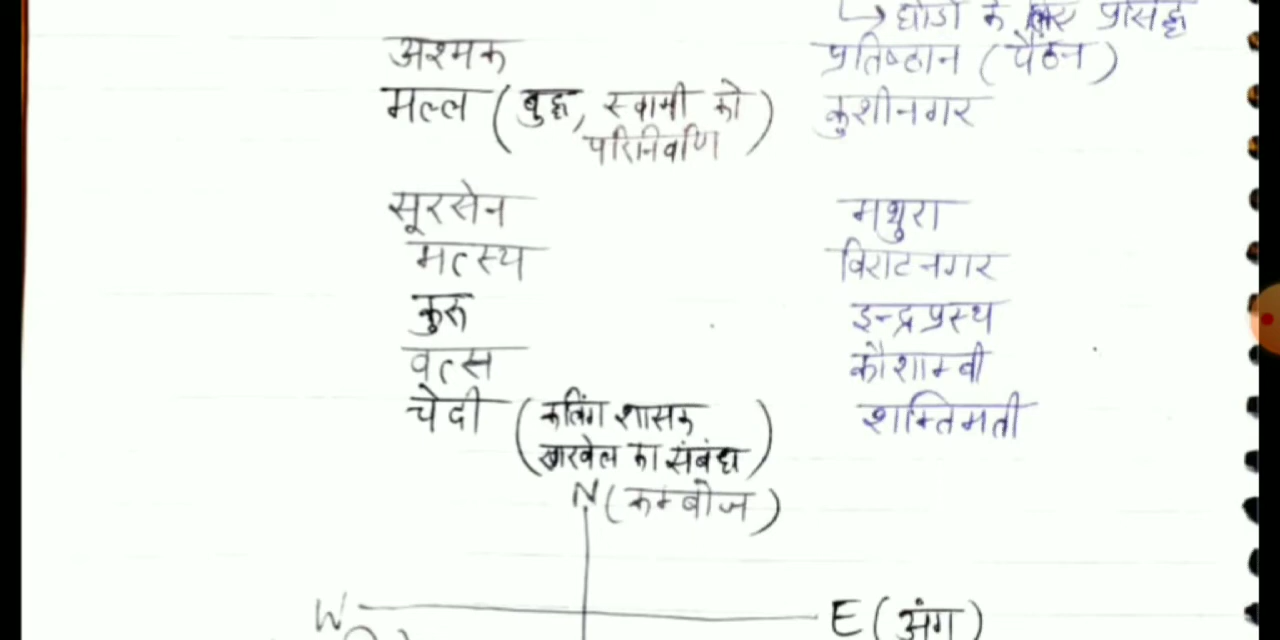 ↳ घोडो के लिए प्रसिद्ध
अश्मक प्रतिष्ठान (पैठन)
मल्ल (बुद्ध, स्वामी को परिनिर्वाण) कुशीनगर
सूरसेन मथुरा
मत्स्य विराटनगर
कुरु इन्द्रप्रस्थ
वत्स कौशाम्बी
चेदी (कलिंग शासक खारवेल का संबंध) शक्तिमती
N (कम्बोज)
W E (अंग)